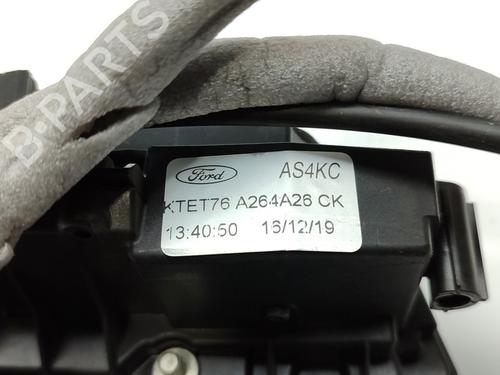 B-PARTS
Ford AS4KC
KTET76 A264A26 CK
13:40:50 16/12/19